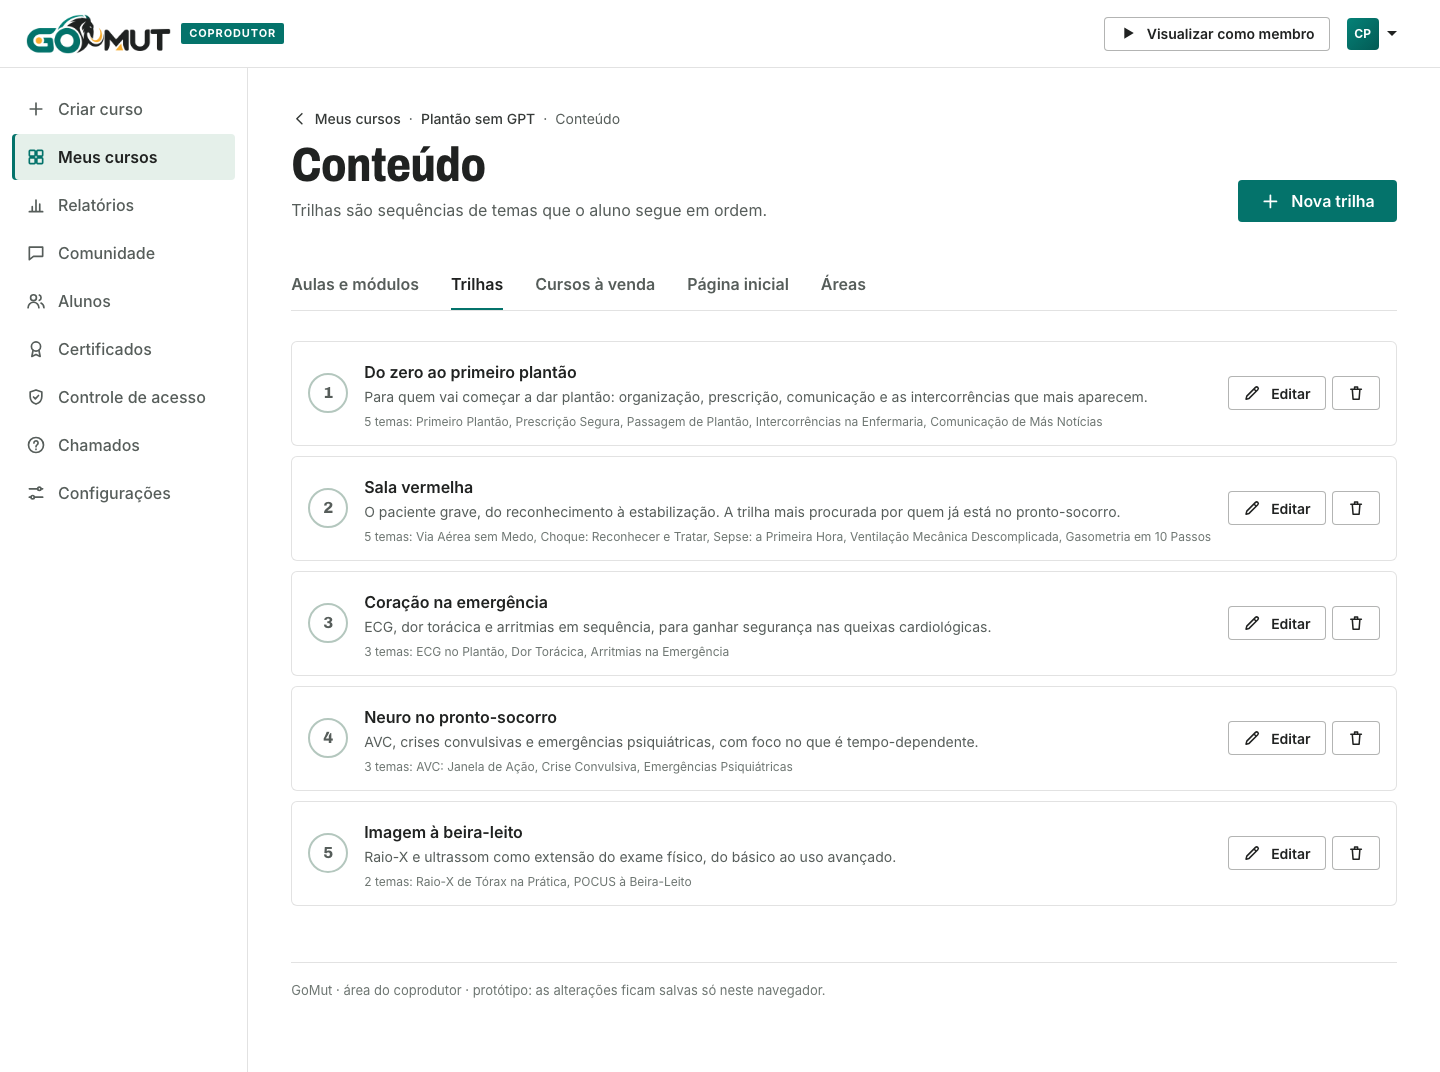 GOMUT
COPRODUTOR
Visualizar como membro
CP
Criar curso
Meus cursos
Relatórios
Comunidade
Alunos
Certificados
Controle de acesso
Chamados
Configurações
Meus cursos · Plantão sem GPT · Conteúdo
Conteúdo
Trilhas são sequências de temas que o aluno segue em ordem.
Nova trilha
Aulas e módulos
Trilhas
Cursos à venda
Página inicial
Áreas
1
Do zero ao primeiro plantão
Para quem vai começar a dar plantão: organização, prescrição, comunicação e as intercorrências que mais aparecem.
5 temas: Primeiro Plantão, Prescrição Segura, Passagem de Plantão, Intercorrências na Enfermaria, Comunicação de Más Notícias
Editar
2
Sala vermelha
O paciente grave, do reconhecimento à estabilização. A trilha mais procurada por quem já está no pronto-socorro.
5 temas: Via Aérea sem Medo, Choque: Reconhecer e Tratar, Sepse: a Primeira Hora, Ventilação Mecânica Descomplicada, Gasometria em 10 Passos
Editar
3
Coração na emergência
ECG, dor torácica e arritmias em sequência, para ganhar segurança nas queixas cardiológicas.
3 temas: ECG no Plantão, Dor Torácica, Arritmias na Emergência
Editar
4
Neuro no pronto-socorro
AVC, crises convulsivas e emergências psiquiátricas, com foco no que é tempo-dependente.
3 temas: AVC: Janela de Ação, Crise Convulsiva, Emergências Psiquiátricas
Editar
5
Imagem à beira-leito
Raio-X e ultrassom como extensão do exame físico, do básico ao uso avançado.
2 temas: Raio-X de Tórax na Prática, POCUS à Beira-Leito
Editar
GoMut · área do coprodutor · protótipo: as alterações ficam salvas só neste navegador.